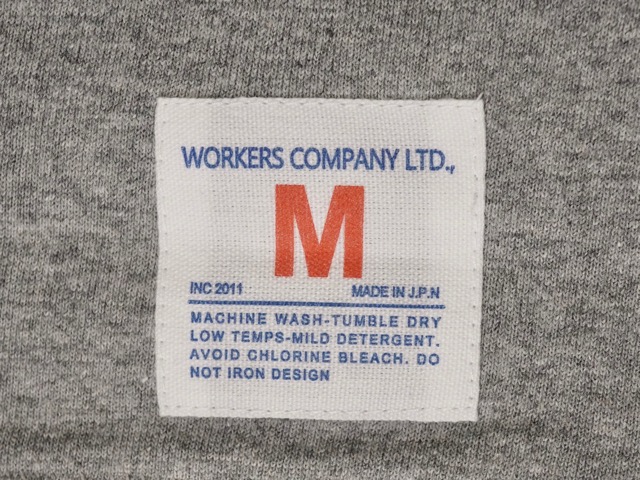 WORKERS COMPANY LTD.,
M
INC 2011 MADE IN J.P.N
MACHINE WASH-TUMBLE DRY
LOW TEMPS-MILD DETERGENT.
AVOID CHLORINE BLEACH. DO
NOT IRON DESIGN